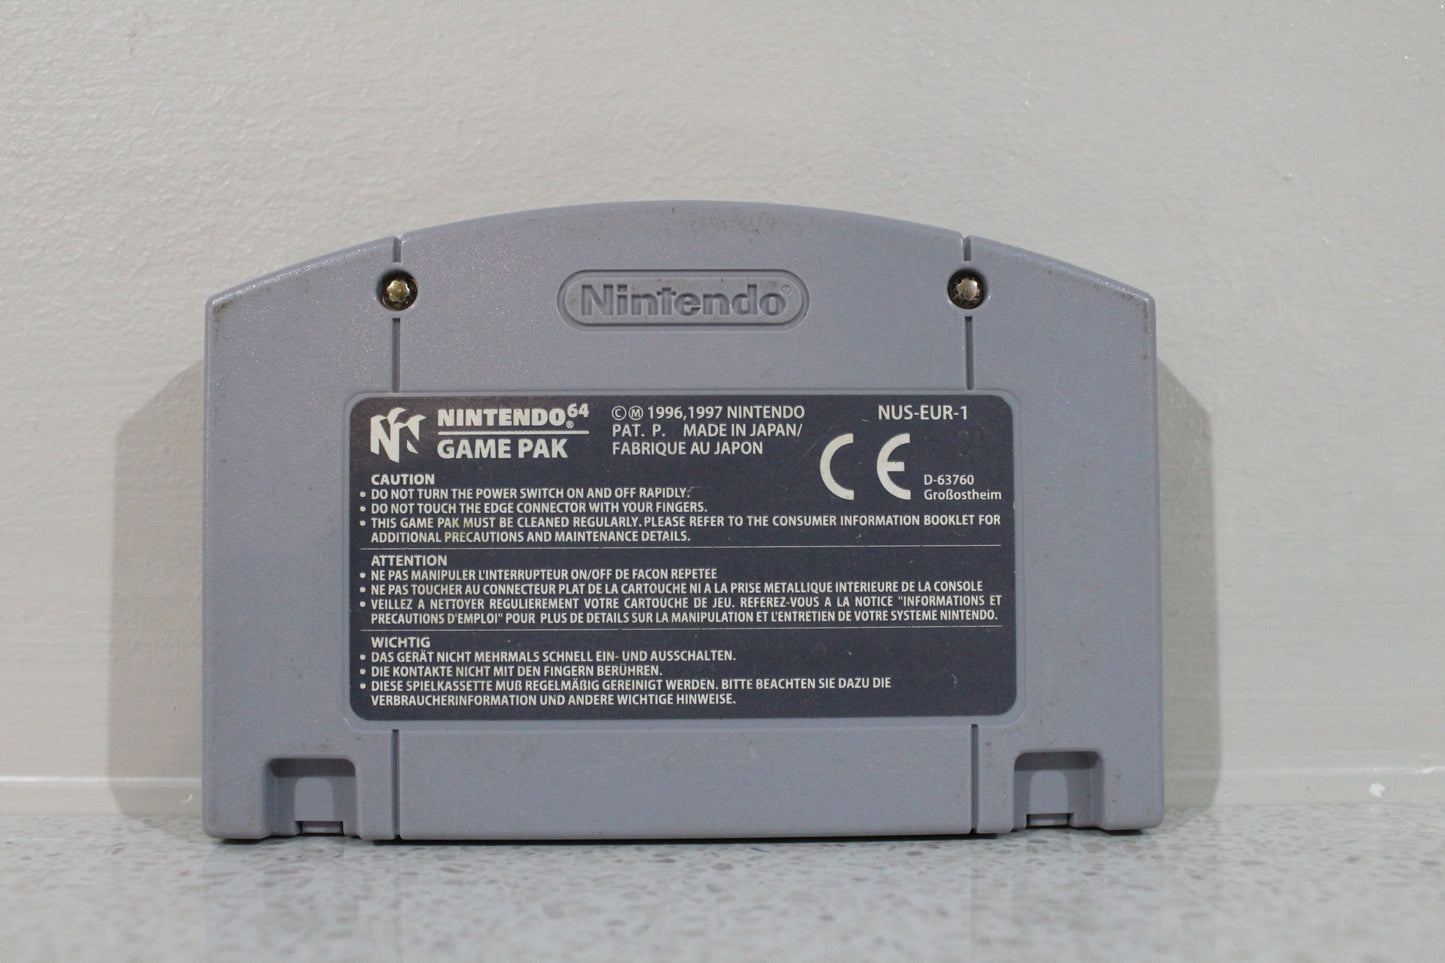 Nintendo®
NINTENDO®64
GAME PAK
©Ⓜ 1996,1997 NINTENDO
PAT. P. MADE IN JAPAN/
FABRIQUE AU JAPON
NUS-EUR-1
CE
D-63760
Großostheim
CAUTION
• DO NOT TURN THE POWER SWITCH ON AND OFF RAPIDLY.
• DO NOT TOUCH THE EDGE CONNECTOR WITH YOUR FINGERS.
• THIS GAME PAK MUST BE CLEANED REGULARLY. PLEASE REFER TO THE CONSUMER INFORMATION BOOKLET FOR
ADDITIONAL PRECAUTIONS AND MAINTENANCE DETAILS.
ATTENTION
• NE PAS MANIPULER L'INTERRUPTEUR ON/OFF DE FACON REPETEE
• NE PAS TOUCHER AU CONNECTEUR PLAT DE LA CARTOUCHE NI A LA PRISE METALLIQUE INTERIEURE DE LA CONSOLE
• VEILLEZ A NETTOYER REGULIEREMENT VOTRE CARTOUCHE DE JEU. REFEREZ-VOUS A LA NOTICE "INFORMATIONS ET
PRECAUTIONS D'EMPLOI" POUR PLUS DE DETAILS SUR LA MANIPULATION ET L'ENTRETIEN DE VOTRE SYSTEME NINTENDO.
WICHTIG
• DAS GERÄT NICHT MEHRMALS SCHNELL EIN- UND AUSSCHALTEN.
• DIE KONTAKTE NICHT MIT DEN FINGERN BERÜHREN.
• DIESE SPIELKASSETTE MUß REGELMÄßIG GEREINIGT WERDEN. BITTE BEACHTEN SIE DAZU DIE
VERBRAUCHERINFORMATION UND ANDERE WICHTIGE HINWEISE.